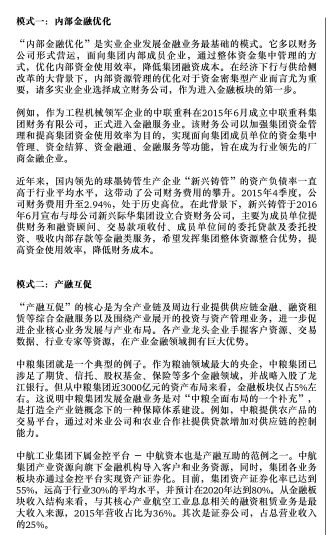 模式一：内部金融优化
“内部金融优化”是实业企业发展金融业务最基础的模式。它多以财务
公司形式营运，面向集团内部成员企业，通过整体资金集中管理的方
式，优化内部资金使用效率，降低集团融资成本。在经济下行与供给侧
改革的大背景下，内部资源管理的优化对于资金密集型产业而言尤为重
要，诸多实业企业选择成立财务公司，作为进入金融板块的第一步。
例如，作为工程机械领军企业的中联重科在2015年6月成立中联重科集
团财务有限公司，正式进入金融服务业。该财务公司以加强集团资金管
理和提高集团资金使用效率为目的，实现面向集团成员单位的资金集中
管理、资金结算、资金融通、金融服务等功能，旨在成为行业领先的厂
商金融企业。
近年来，国内领先的球墨铸管生产企业“新兴铸管”的资产负债率一直
高于行业平均水平，这带动了公司财务费用的攀升。2015年4季度，公
司财务费用升至2.94%，处于历史高位。在此背景下，新兴铸管于2016
年6月宣布与母公司新兴际华集团设立合资财务公司，主要为成员单位提
供财务和融资顾问、交易款项收付、成员单位间的委托贷款及委托投
资、吸收内部存款等金融类服务，希望发挥集团整体资源整合优势，提
高资金使用效率，降低财务成本。
模式二：产融互促
“产融互促”的核心是为全产业链及周边行业提供供应链金融、融资租
赁等综合金融服务以及围绕产业展开的投资与资产管理业务，进一步促
进企业核心业务发展与产业布局。各产业龙头企业手握客户资源、交易
数据、行业专家等资源，在产业金融领域拥有巨大优势。
中粮集团就是一个典型的例子。作为粮油领域最大的央企，中粮集团已
涉足了期货、信托、股权基金、保险等多个金融领域，并战略入股了龙
江银行。但从中粮集团近3000亿元的资产布局来看，金融板块仅占5%左
右。这说明中粮集团发展金融业务是对“中粮全面布局的一个补充”，
是打造全产业链概念下的一种保障体系建设。例如，中粮提供农产品的
交易平台，通过对米业公司和农业合作社提供贷款增加对供应链的控制
能力。
中航工业集团下属金控平台 － 中航资本也是产融互助的范例之一。中航
集团产业资源向旗下金融机构导入客户和业务资源，同时，集团各业务
板块亦通过金控平台实现资产证券化。目前，集团资产证券化率已达到
55%，远高于行业30%的平均水平，并预计在2020年达到80%。从金融板
块收入结构来看，与其核心产业航空工业息息相关的融资租赁业务是最
大收入来源，2015年营收占比为36%。其次是证券公司，占总营业收入
的25%。